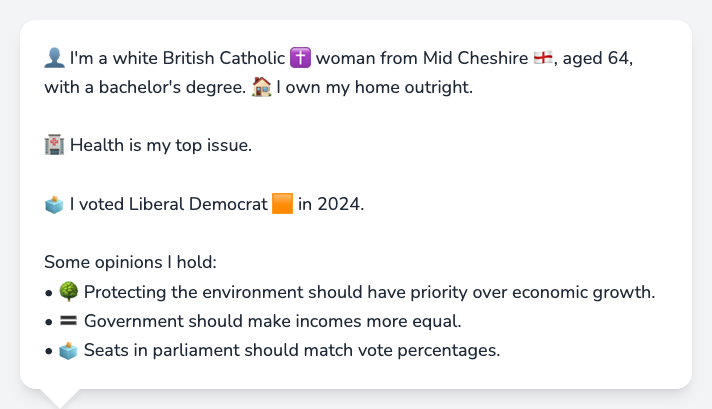 👤 I'm a white British Catholic ✝️ woman from Mid Cheshire 🏴󠁧󠁢󠁥󠁮󠁧󠁿, aged 64,
with a bachelor's degree. 🏠 I own my home outright.
🏥 Health is my top issue.
🗳️ I voted Liberal Democrat 🟧 in 2024.
Some opinions I hold:
• 🌳 Protecting the environment should have priority over economic growth.
• 🟰 Government should make incomes more equal.
• 🗳️ Seats in parliament should match vote percentages.